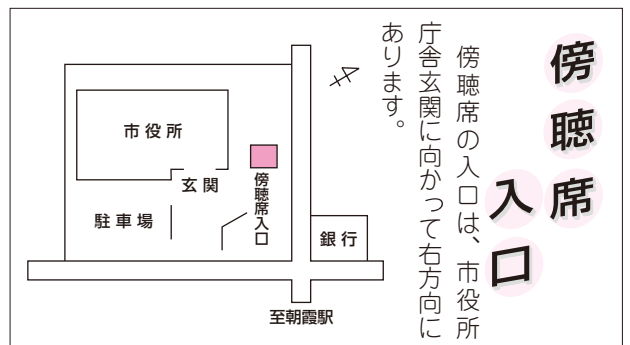 傍聴席
入口
傍聴席の入口は、市役所
庁舎玄関に向かって右方向に
あります。
市役所
玄関
傍聴席入口
駐車場
銀行
至朝霞駅